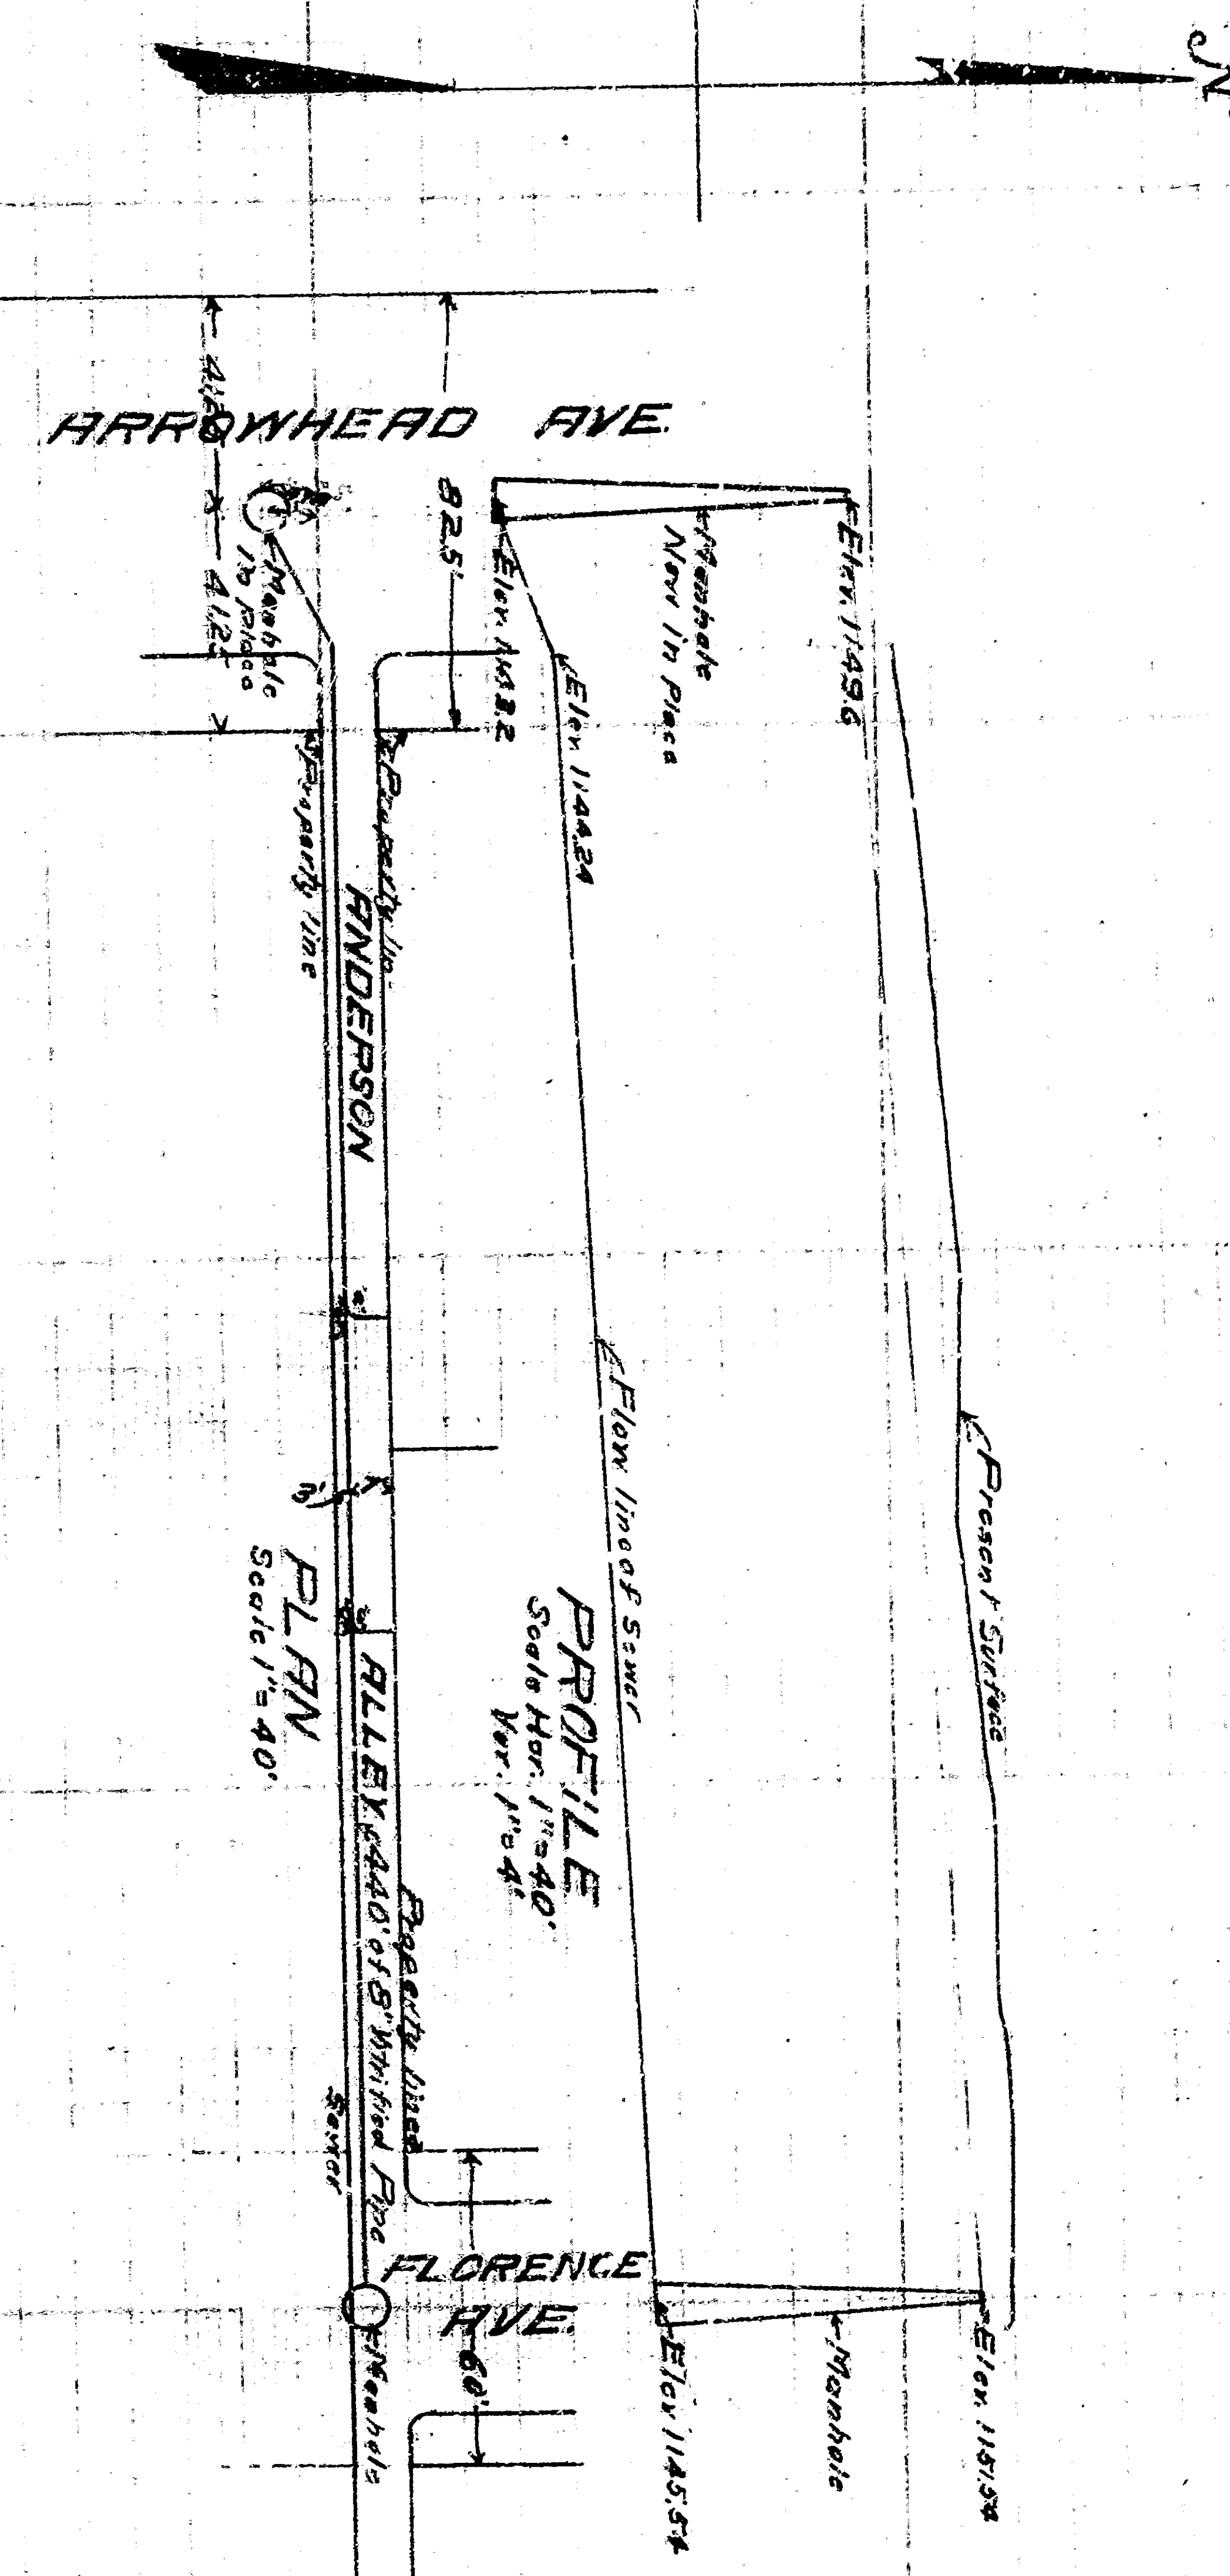 N
ARROWHEAD AVE.
41.25
82.5'
41.25
Manhole
in place
Elev. 1149.6
Manhole
Now in Place
Elev. 1143.2
Elev. 1144.24
Property line
Property lin
ANDERSON
Flow line of Sewer
Present Surface
3'
PLAN
Scale 1"= 40'
PROFILE
Scale Hor. 1"= 40'
Ver. 1"= 4'
ALLEY
440' of 8" Vitrified Pipe
Property lines
Sewer
FLORENCE
AVE.
60'
Manhole
Elev 1145.54
Manhole
Elev. 1151.54